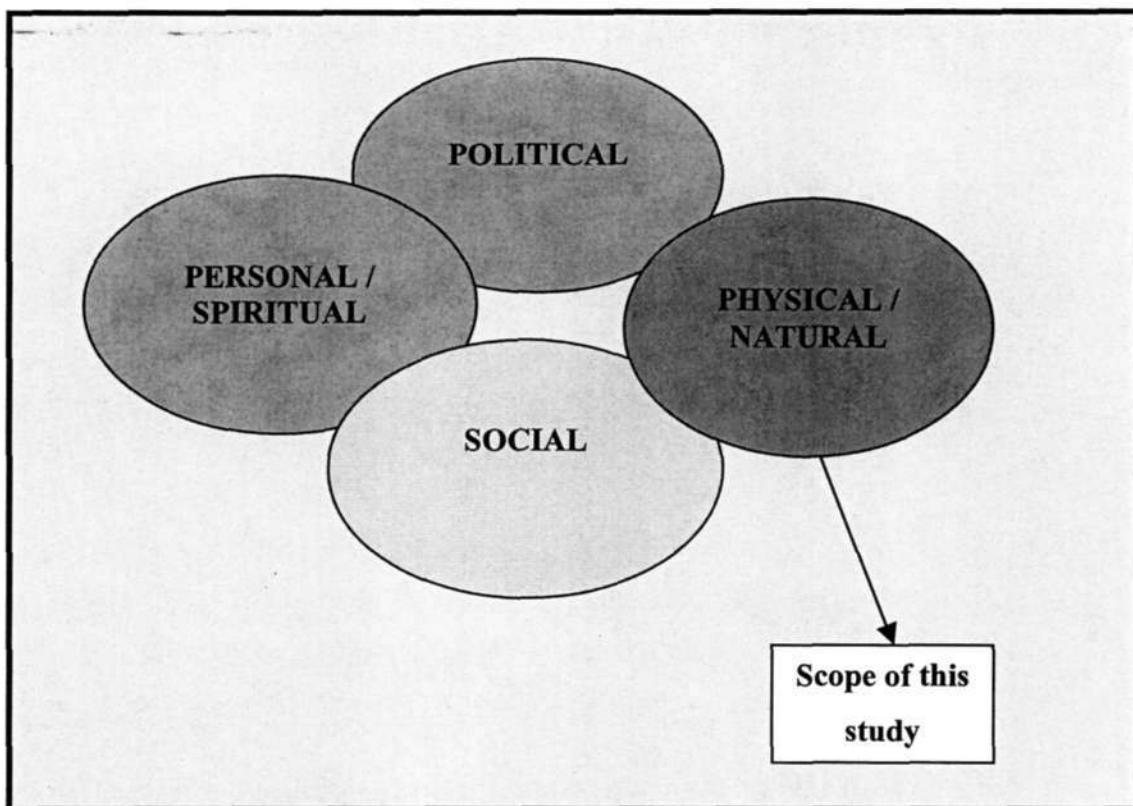 POLITICAL
PERSONAL /
SPIRITUAL
PHYSICAL /
NATURAL
SOCIAL
Scope of this
study